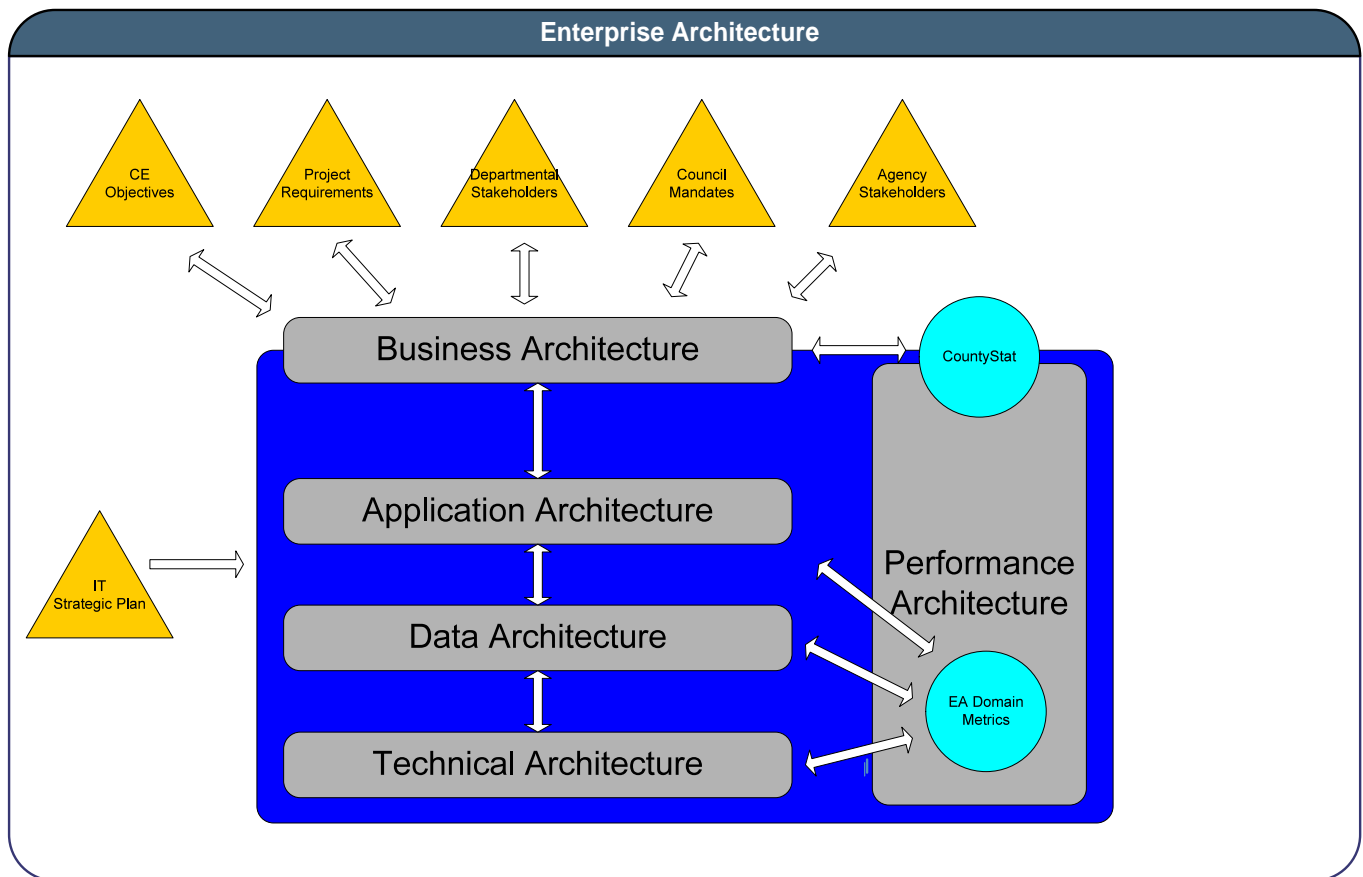 Enterprise Architecture
CE
Objectives
Project
Requirements
Departmental
Stakeholders
Council
Mandates
Agency
Stakeholders
Business Architecture
CountyStat
Application Architecture
IT
Strategic Plan
Performance
Architecture
Data Architecture
EA Domain
Metrics
Technical Architecture